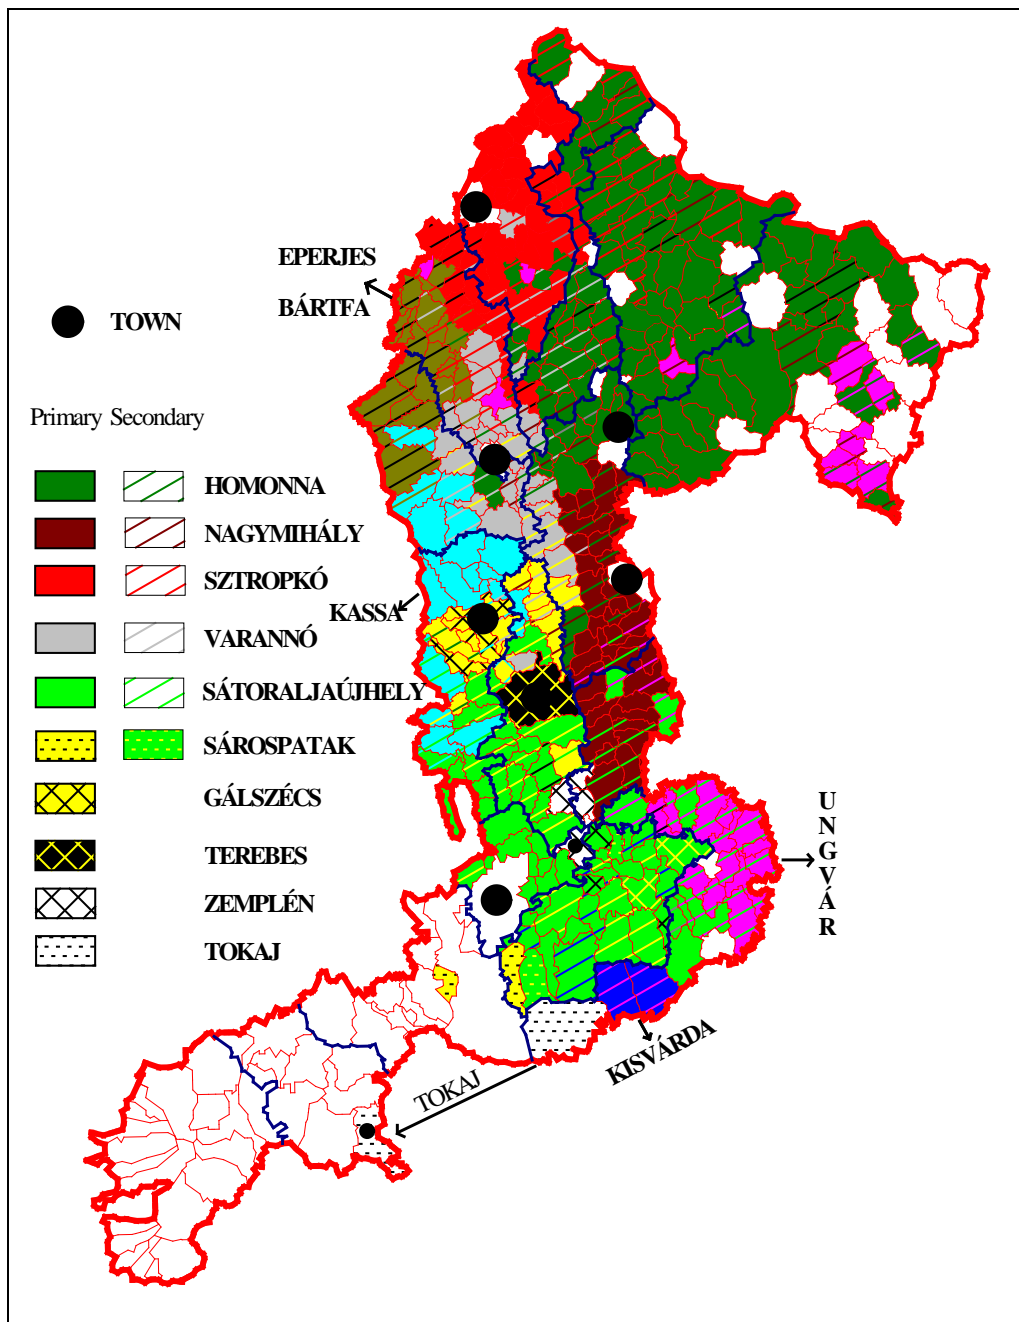 EPERJES
BÁRTFA
TOWN
Primary Secondary
HOMONNA
NAGYMIHÁLY
SZTROPKÓ
KASSA
VARANNÓ
SÁTORALJAÚJHELY
SÁROSPATAK
GÁLSZÉCS
TEREBES
ZEMPLÉN
TOKAJ
UNGVÁR
KISVÁRDA
TOKAJ